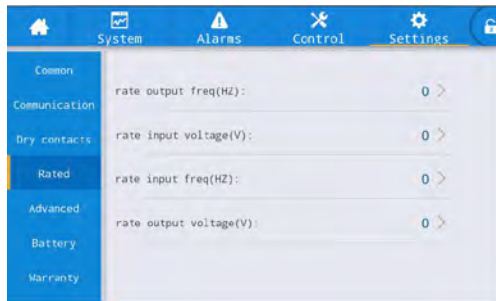 System Alarms Control Settings
Common
Communication
Dry contacts
Rated
Advanced
Battery
Warranty
rate output freq(HZ): 0
rate input voltage(V): 0
rate input freq(HZ): 0
rate output voltage(V): 0